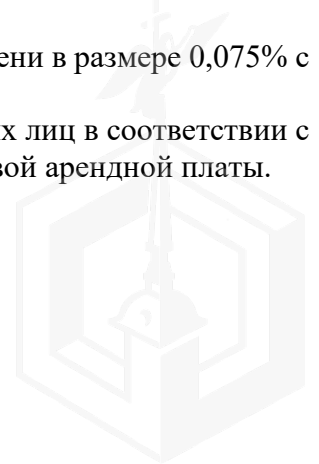 ени в размере 0,075% с
х лиц в соответствии с
вой арендной платы.